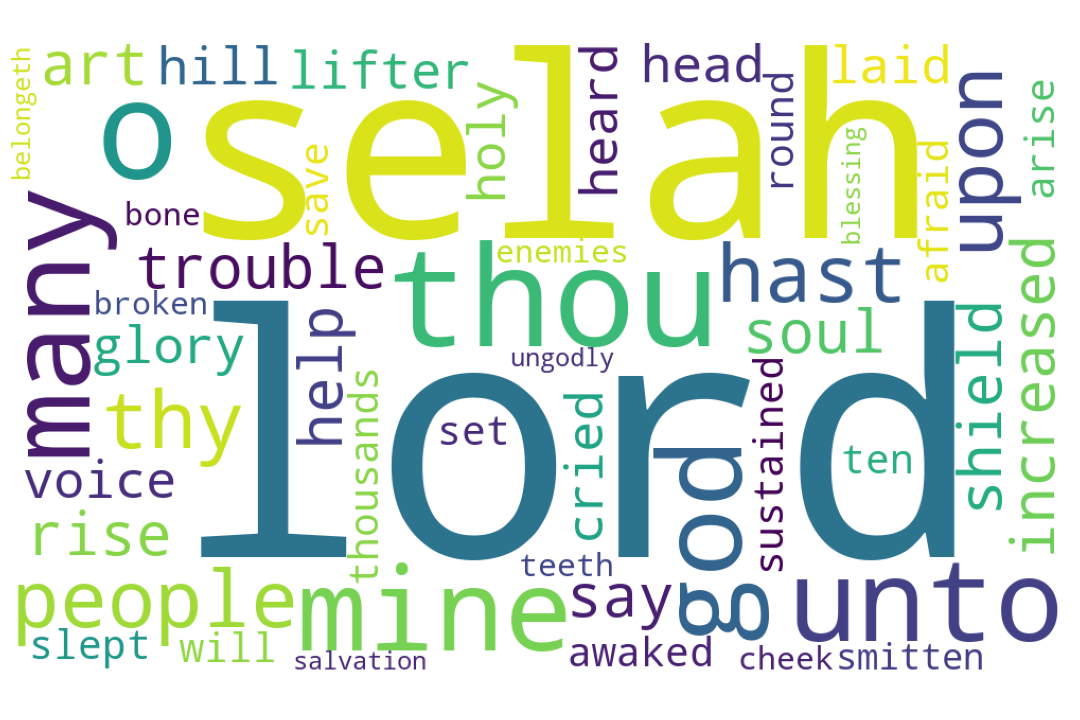 belongeth
art
hill
lifter
o
selah
holy
heard
head
round
laid
blessing
afraid
upon
arise
save
bone
many
trouble
enemies
thou
hast
broken
glory
help
lord
ungodly
soul
shield
increased
thy
thousands
set
cried
god
sustained
ten
voice
rise
people
mine
teeth
say
unto
slept
will
salvation
awaked
cheek
smitten